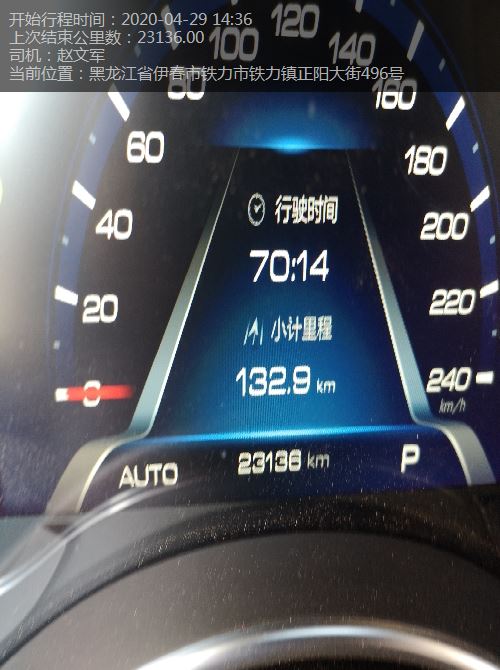 开始行程时间：2020-04-29 14:36
上次结束公里数：23136.00
司机：赵文军
当前位置：黑龙江省伊春市铁力市铁力镇正阳大街496号
120
100
140
80
160
60
180
行驶时间
40
200
70:14
20
220
小计里程
132.9 km
0
240
km/h
AUTO
23136 km
P